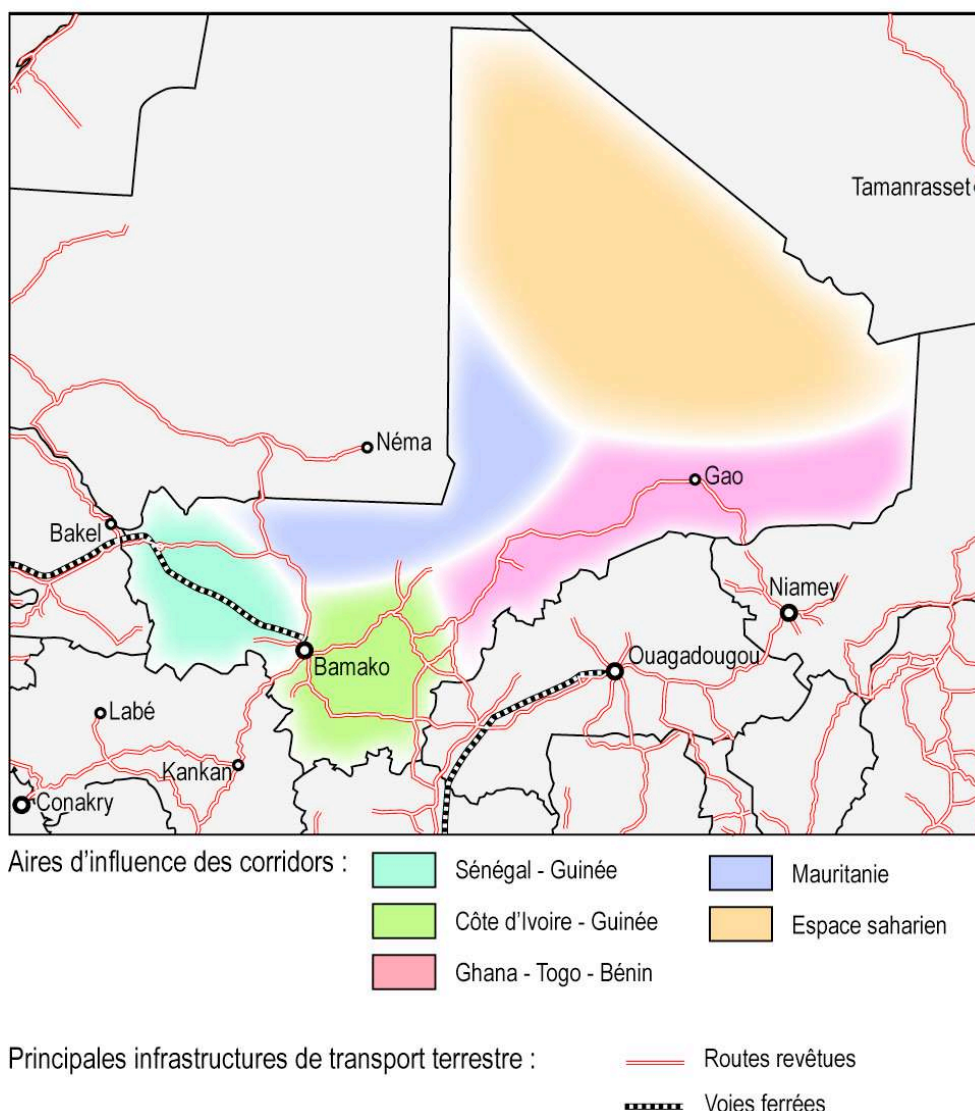 Tamanrasset
Néma
Gao
Bakel
Niamey
Bamako
Ouagadougou
Labé
Kankan
Conakry
Aires d'influence des corridors :
Sénégal - Guinée
Mauritanie
Côte d'Ivoire - Guinée
Espace saharien
Ghana - Togo - Bénin
Principales infrastructures de transport terrestre :
Routes revêtues
Voies ferrées